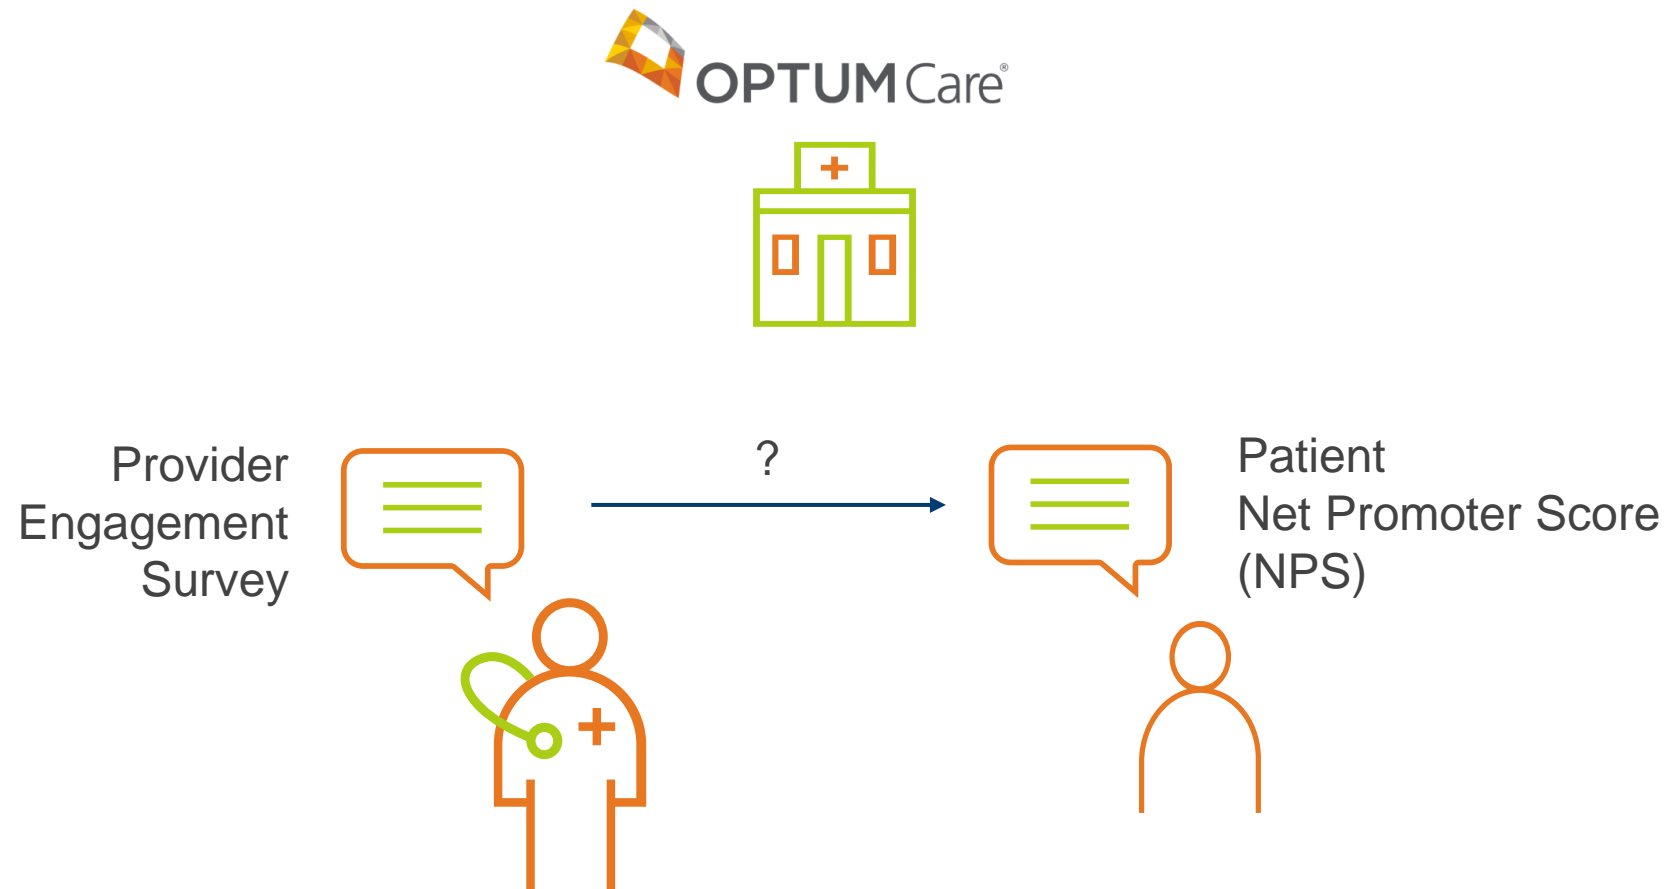 OPTUM Care®
Provider
Engagement
Survey
?
Patient
Net Promoter Score
(NPS)